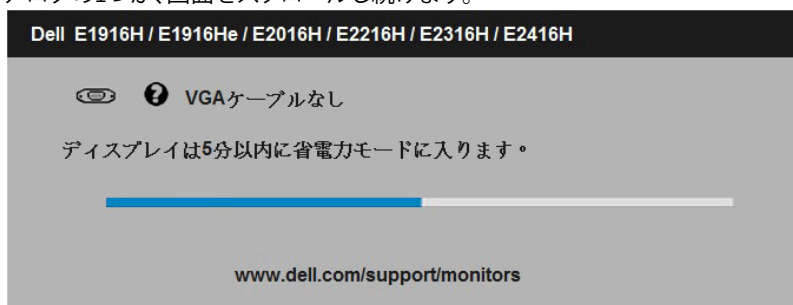 Dell E1916H / E1916He / E2016H / E2216H / E2316H / E2416H
VGAケーブルなし
ディスプレイは5分以内に省電力モードに入ります。
www.dell.com/support/monitors